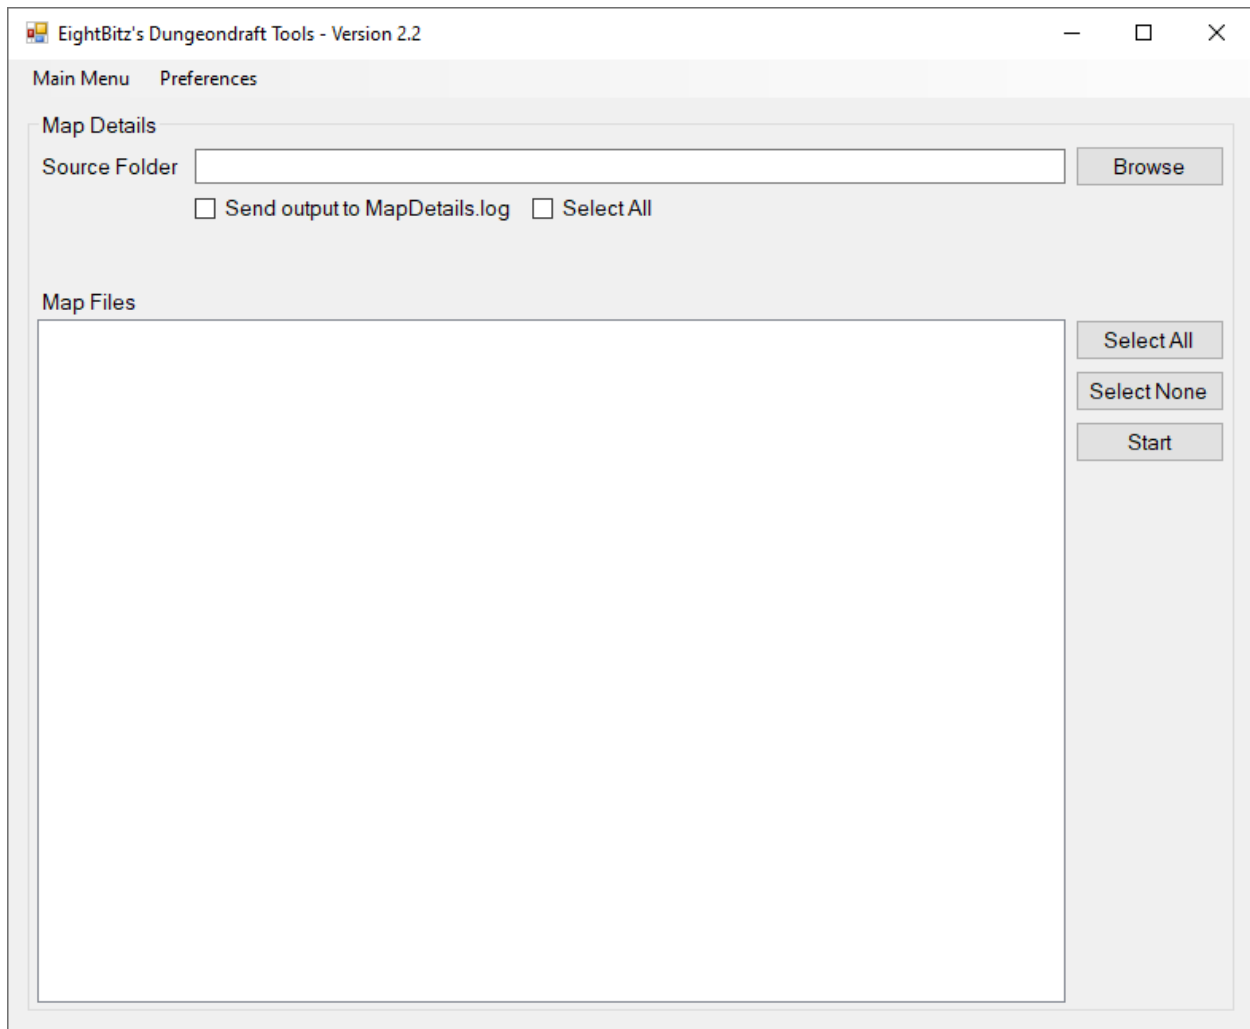 EightBitz's Dungeondraft Tools - Version 2.2
Main Menu Preferences
Map Details
Source Folder Browse
Send output to MapDetails.log Select All
Map Files
Select All
Select None
Start